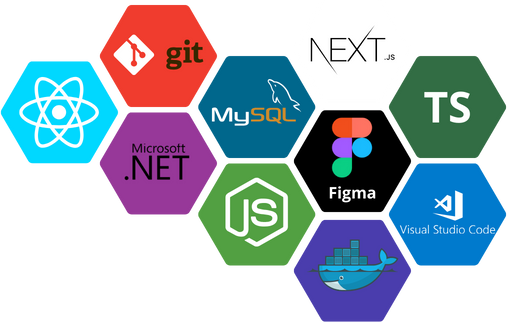 git
NEXT.JS
MySQL
TS
Microsoft
.NET
Figma
JS
Visual Studio Code